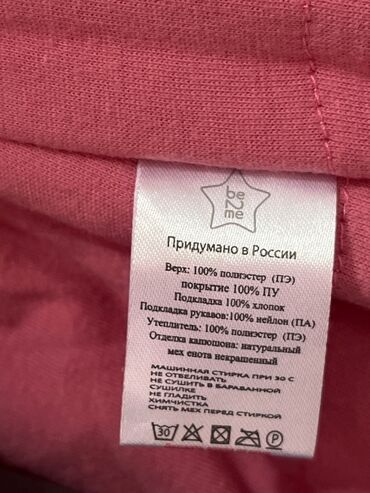 be
e2me
Придумано в России
Верх: 100% полиэстер (ПЭ)
покрытие 100% ПУ
Подкладка 100% хлопок
Подкладка рукавов:100% нейлон (ПА)
Утеплитель: 100% полиэстер (ПЭ)
Отделка капюшона: натуральный
мех енота некрашенный
МАШИННАЯ СТИРКА ПРИ 30 С
НЕ ОТБЕЛИВАТЬ
НЕ СУШИТЬ В БАРАБАННОЙ
СУШИЛКЕ
НЕ ГЛАДИТЬ
ХИМЧИСТКА
СНЯТЬ МЕХ ПЕРЕД СТИРКОЙ
30
P